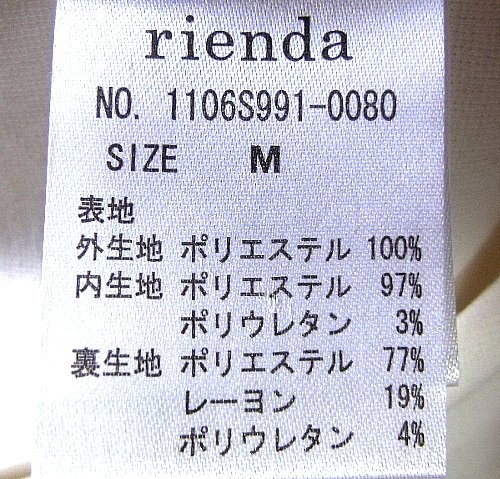 rienda
NO. 1106S991-0080
SIZE M
表地
外生地 ポリエステル 100%
内生地 ポリエステル 97%
ポリウレタン 3%
裏生地 ポリエステル 77%
レーヨン 19%
ポリウレタン 4%